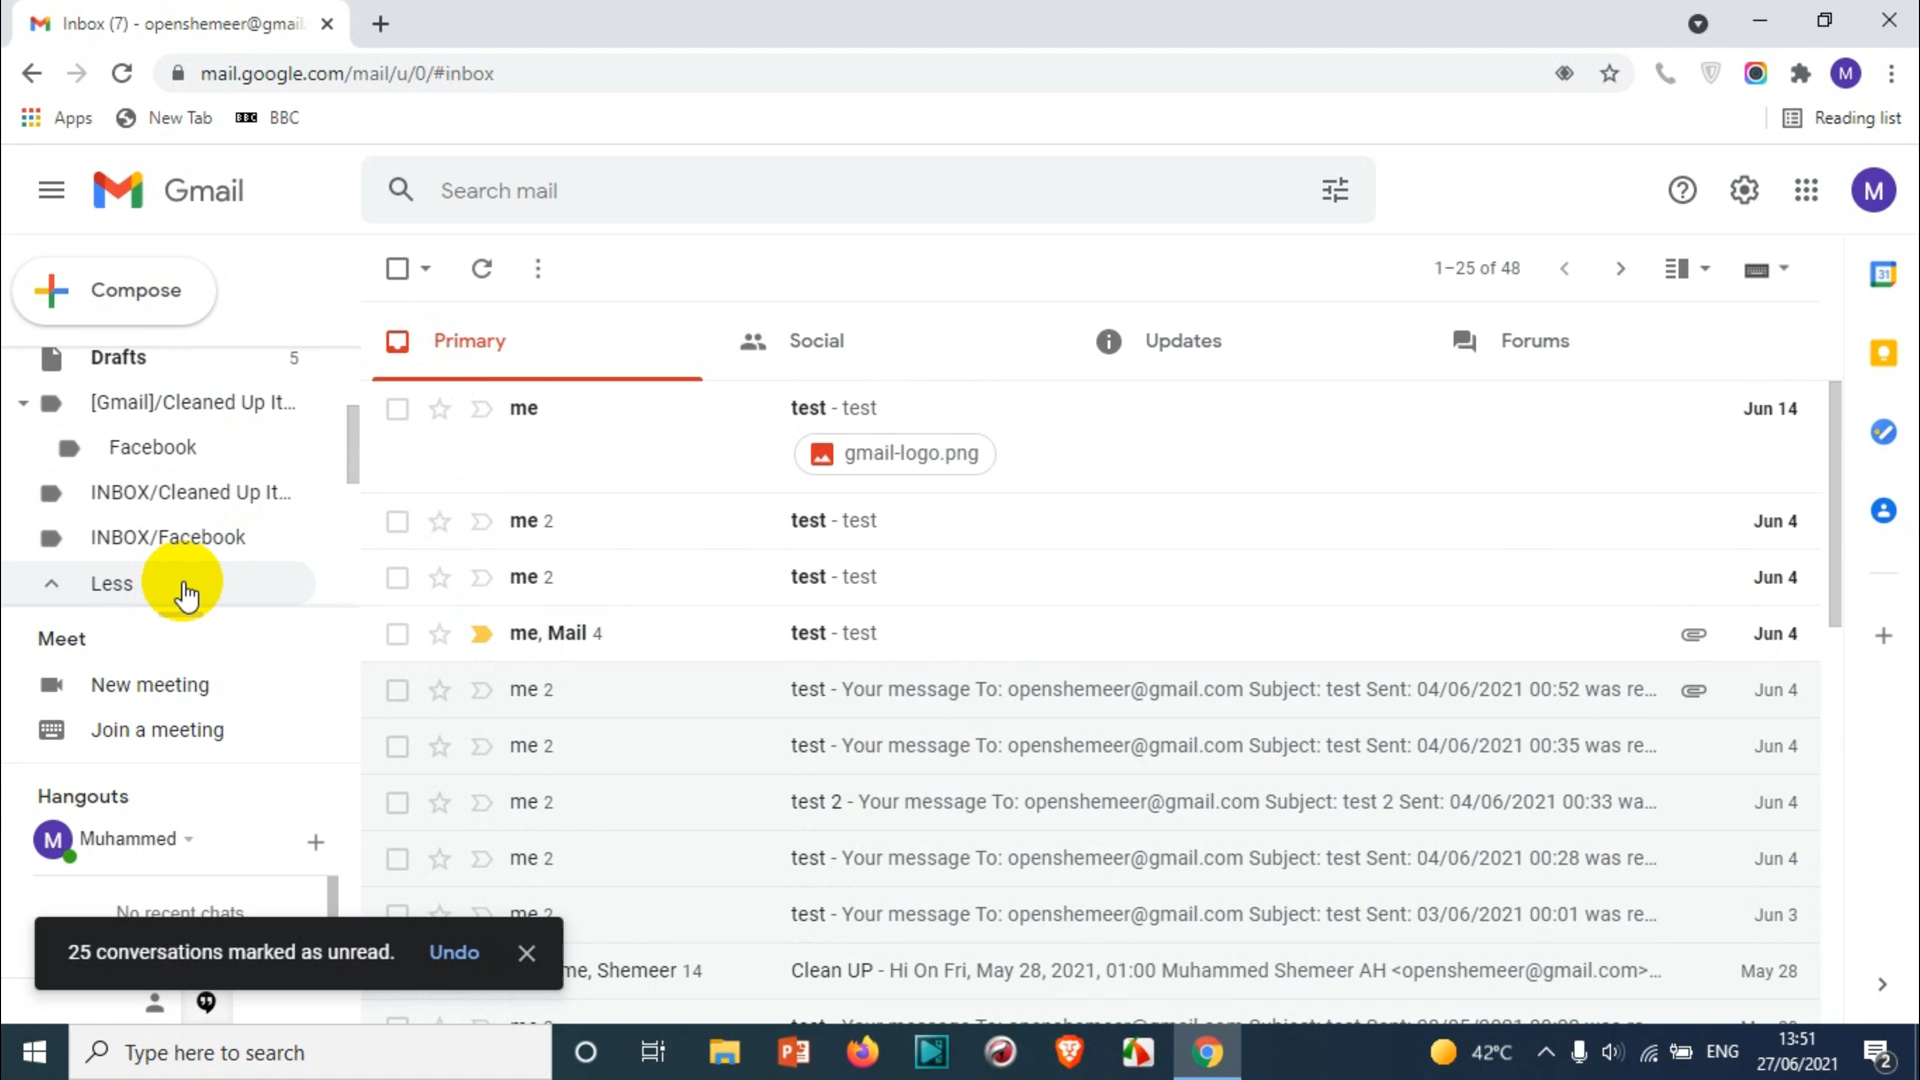 Inbox (7) - openshemeer@gmail.
mail.google.com/mail/u/0/#inbox
Apps
New Tab
BBC BBC
Reading list
M
Gmail
Search mail
M
Compose
1–25 of 48
31
Primary
Social
Updates
Forums
Drafts 5
[Gmail]/Cleaned Up It...
Facebook
INBOX/Cleaned Up It...
INBOX/Facebook
Less
Meet
New meeting
Join a meeting
Hangouts
M Muhammed
No recent chats
me test - test Jun 14
gmail-logo.png
me 2 test - test Jun 4
me 2 test - test Jun 4
me, Mail 4 test - test Jun 4
me 2 test - Your message To: openshemeer@gmail.com Subject: test Sent: 04/06/2021 00:52 was re... Jun 4
me 2 test - Your message To: openshemeer@gmail.com Subject: test Sent: 04/06/2021 00:35 was re... Jun 4
me 2 test 2 - Your message To: openshemeer@gmail.com Subject: test 2 Sent: 04/06/2021 00:33 wa... Jun 4
me 2 test - Your message To: openshemeer@gmail.com Subject: test Sent: 04/06/2021 00:28 was re... Jun 4
me 2 test - Your message To: openshemeer@gmail.com Subject: test Sent: 03/06/2021 00:01 was re... Jun 3
me, Shemeer 14 Clean UP - Hi On Fri, May 28, 2021, 01:00 Muhammed Shemeer AH <openshemeer@gmail.com>... May 28
25 conversations marked as unread. Undo
Type here to search
42°C
ENG
13:51
27/06/2021
2